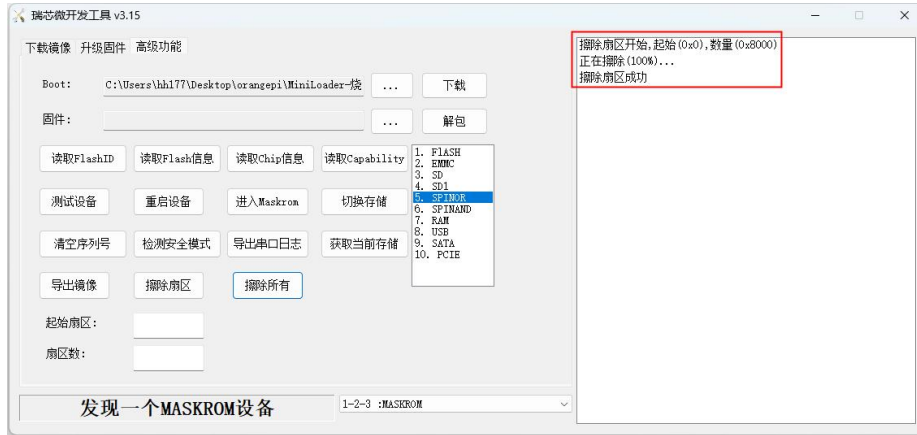 瑞芯微开发工具 v3.15
下载镜像 升级固件 高级功能
Boot: C:\Users\hh177\Desktop\orangepi\MiniLoader-烧 ... 下载
固件: ... 解包
读取FlashID 读取Flash信息 读取Chip信息 读取Capability
测试设备 重启设备 进入Maskrom 切换存储
清空序列号 检测安全模式 导出串口日志 获取当前存储
导出镜像 擦除扇区 擦除所有
1. FlASH
2. EMMC
3. SD
4. SD1
5. SPINOR
6. SPINAND
7. RAM
8. USB
9. SATA
10. PCIE
起始扇区:
扇区数:
发现一个MASKROM设备
1-2-3 :MASKROM
擦除扇区开始,起始(0x0),数量(0x8000)
正在擦除(100%)...
擦除扇区成功